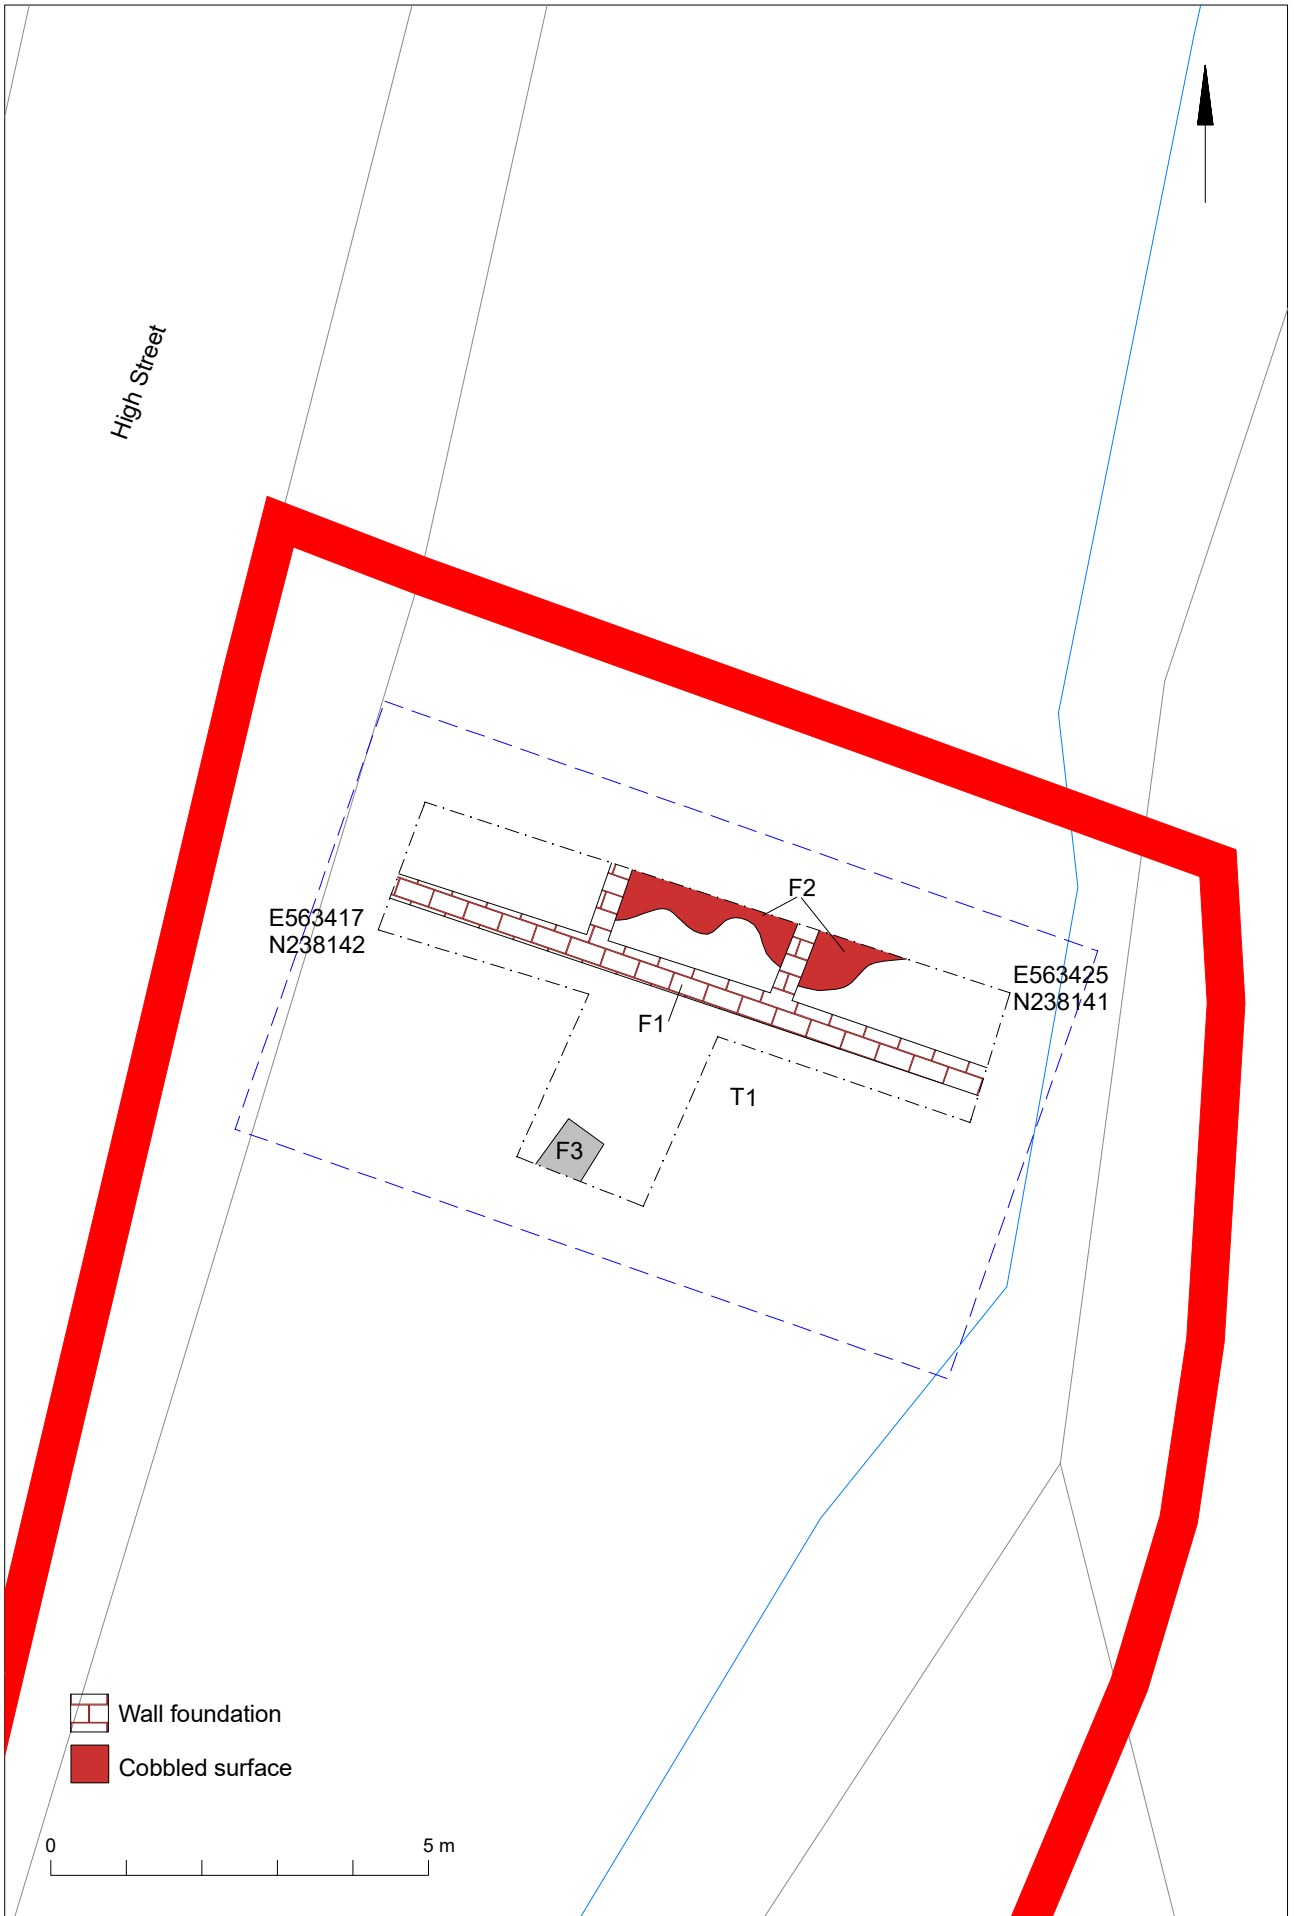 High Street
F2
E563417
N238142
E563425
N238141
F1
T1
F3
Wall foundation
Cobbled surface
0 5 m